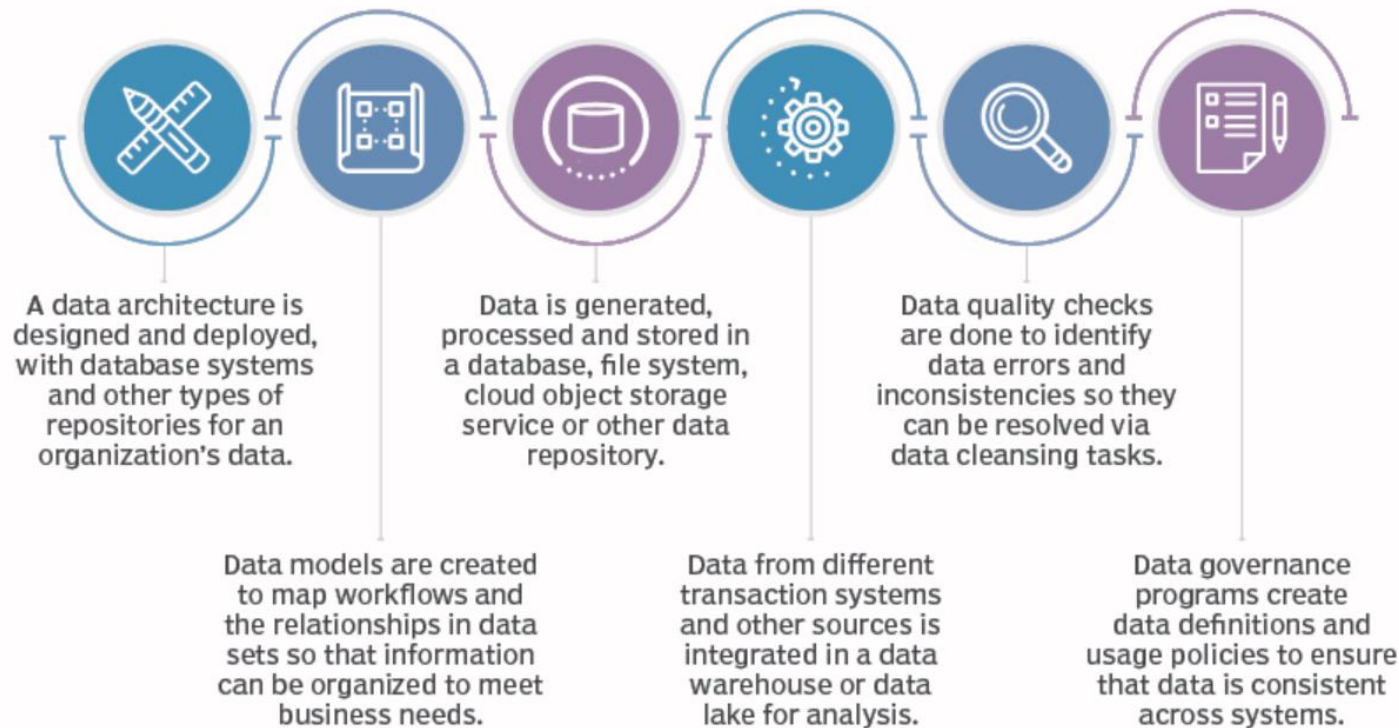 A data architecture is
designed and deployed,
with database systems
and other types of
repositories for an
organization's data.
Data models are created
to map workflows and
the relationships in data
sets so that information
can be organized to meet
business needs.
Data is generated,
processed and stored in
a database, file system,
cloud object storage
service or other data
repository.
Data from different
transaction systems
and other sources is
integrated in a data
warehouse or data
lake for analysis.
Data quality checks
are done to identify
data errors and
inconsistencies so they
can be resolved via
data cleansing tasks.
Data governance
programs create
data definitions and
usage policies to ensure
that data is consistent
across systems.